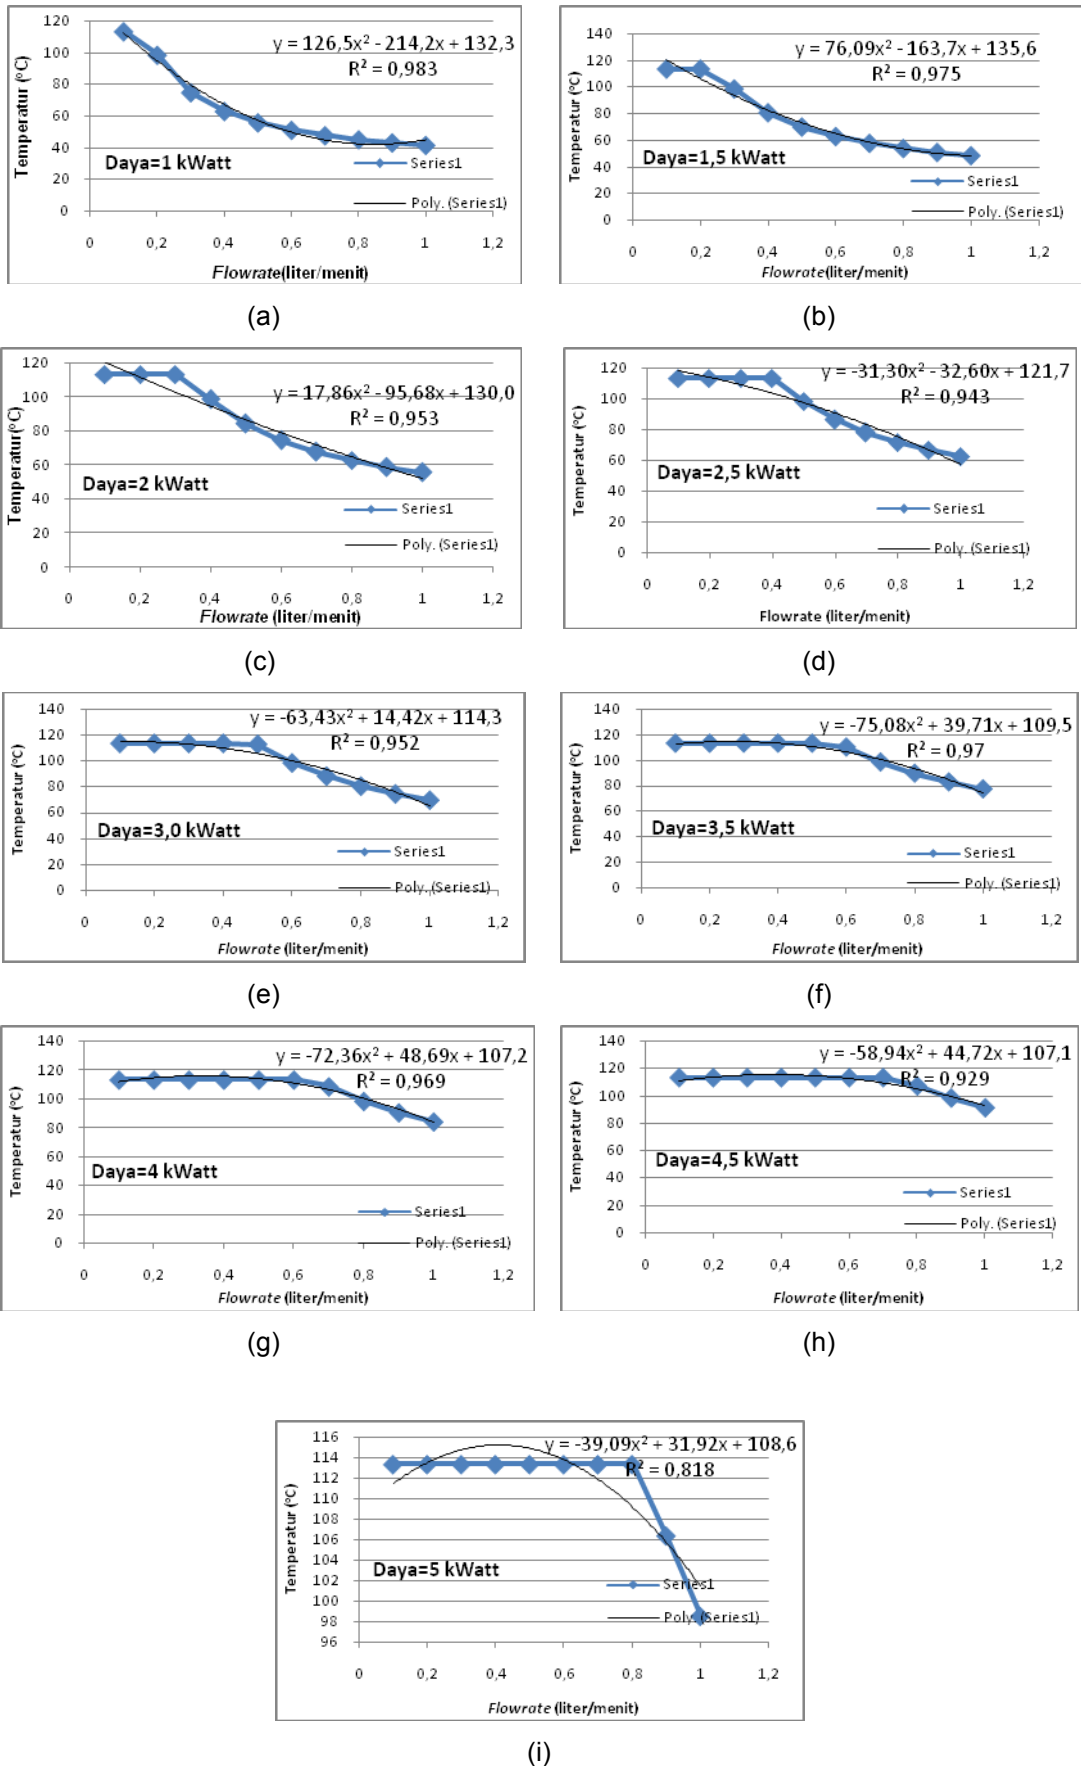 120
100
80
60
40
20
0
Temperatur (°C)
y = 126,5x² - 214,2x + 132,3
R² = 0,983
Daya=1 kWatt
Series1
Poly. (Series1)
0 0,2 0,4 0,6 0,8 1 1,2
Flowrate(liter/menit)
(a)
140
120
100
80
60
40
20
0
Temperatur (°C)
y = 76,09x² - 163,7x + 135,6
R² = 0,975
Daya=1,5 kWatt
Series1
Poly. (Series1)
0 0,2 0,4 0,6 0,8 1 1,2
Flowrate(liter/menit)
(b)
120
100
80
60
40
20
0
Temperatur (°C)
y = 17,86x² - 95,68x + 130,0
R² = 0,953
Daya=2 kWatt
Series1
Poly. (Series1)
0 0,2 0,4 0,6 0,8 1 1,2
Flowrate (liter/menit)
(c)
120
100
80
60
40
20
0
Temperatur (°C)
y = -31,30x² - 32,60x + 121,7
R² = 0,943
Daya=2,5 kWatt
Series1
Poly. (Series1)
0 0,2 0,4 0,6 0,8 1 1,2
Flowrate (liter/menit)
(d)
140
120
100
80
60
40
20
0
Temperatur (°C)
y = -63,43x² + 14,42x + 114,3
R² = 0,952
Daya=3,0 kWatt
Series1
Poly. (Series1)
0 0,2 0,4 0,6 0,8 1 1,2
Flowrate (liter/menit)
(e)
140
120
100
80
60
40
20
0
Temperatur (°C)
y = -75,08x² + 39,71x + 109,5
R² = 0,97
Daya=3,5 kWatt
Series1
Poly. (Series1)
0 0,2 0,4 0,6 0,8 1 1,2
Flowrate (liter/menit)
(f)
140
120
100
80
60
40
20
0
Temperatur (°C)
y = -72,36x² + 48,69x + 107,2
R² = 0,969
Daya=4 kWatt
Series1
Poly. (Series1)
0 0,2 0,4 0,6 0,8 1 1,2
Flowrate (liter/menit)
(g)
140
120
100
80
60
40
20
0
Temperatur (°C)
y = -58,94x² + 44,72x + 107,1
R² = 0,929
Daya=4,5 kWatt
Series1
Poly. (Series1)
0 0,2 0,4 0,6 0,8 1 1,2
Flowrate (liter/menit)
(h)
116
114
112
110
108
106
104
102
100
98
96
Temperatur (°C)
y = -39,09x² + 31,92x + 108,6
R² = 0,818
Daya=5 kWatt
Series1
Poly. (Series1)
0 0,2 0,4 0,6 0,8 1 1,2
Flowrate (liter/menit)
(i)